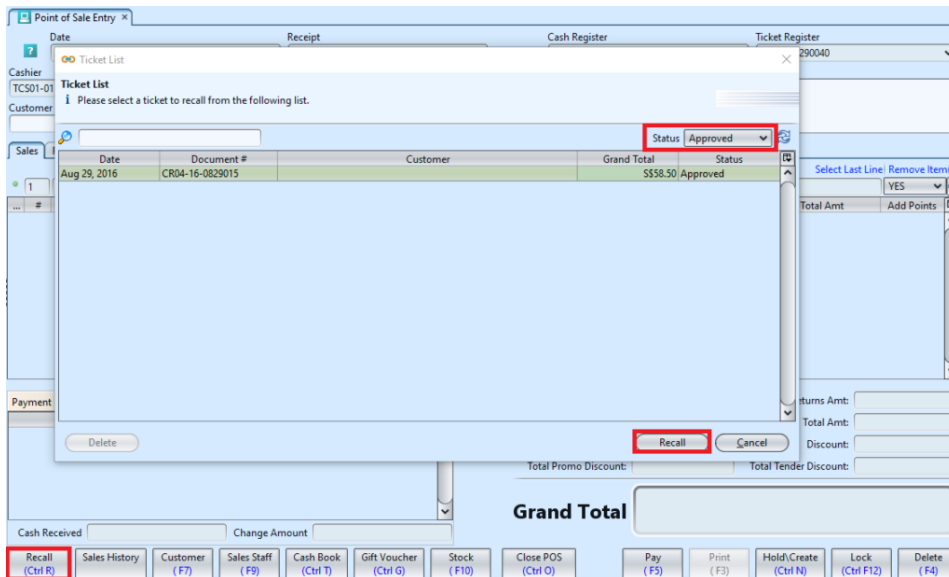 Point of Sale Entry ×
Date Receipt Cash Register Ticket Register
? 290040
Ticket List
Cashier
TCS01-01
Ticket List
i Please select a ticket to recall from the following list.
Customer
Status Approved
Sales
Date Document # Customer Grand Total Status
Aug 29, 2016 CR04-16-0829015 S$58.50 Approved
Select Last Line Remove Item
1 YES
... # Total Amt Add Points
Payment
Returns Amt:
Total Amt:
Delete Recall Cancel
Discount:
Total Promo Discount: Total Tender Discount:
Grand Total
Cash Received Change Amount
Recall Sales History Customer Sales Staff Cash Book Gift Voucher Stock Close POS Pay Print Hold\Create Lock Delete
(Ctrl R) ( F7) ( F9) (Ctrl T) (Ctrl G) ( F10) (Ctrl O) ( F5) ( F3) (Ctrl N) (Ctrl F12) ( F4)